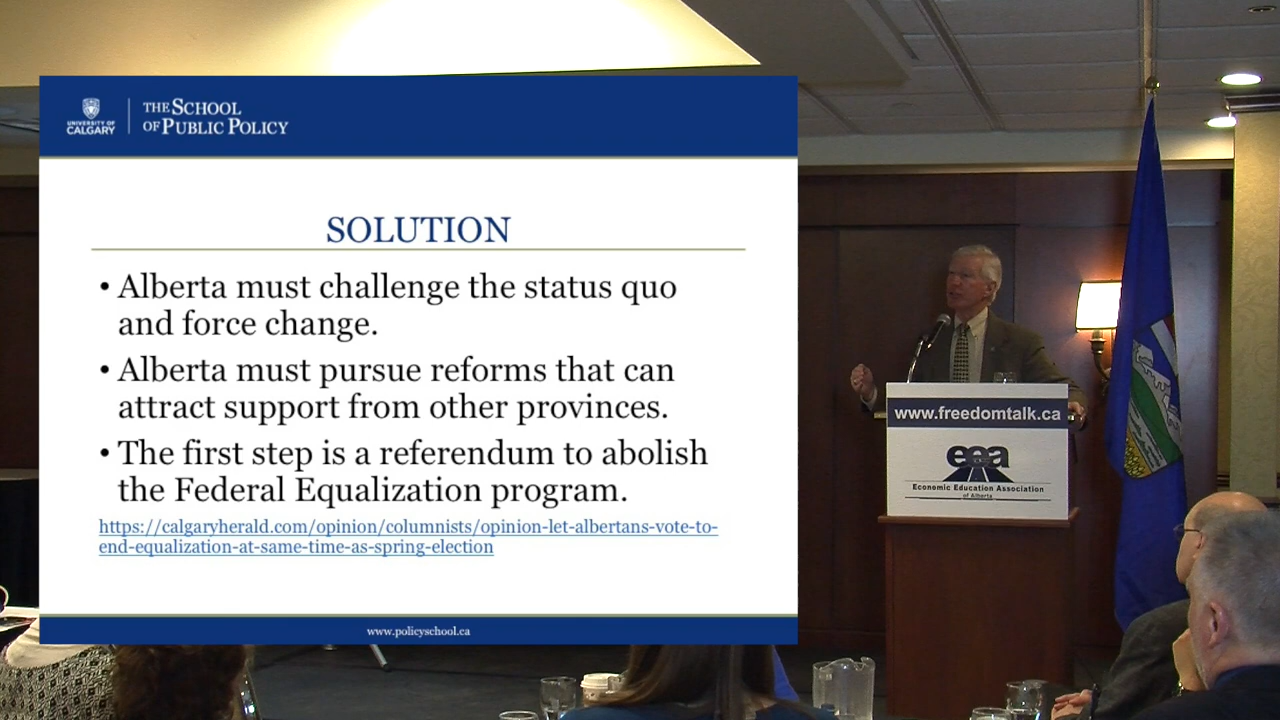 UNIVERSITY OF
CALGARY
THE SCHOOL
OF PUBLIC POLICY
SOLUTION
• Alberta must challenge the status quo
and force change.
• Alberta must pursue reforms that can
attract support from other provinces.
• The first step is a referendum to abolish
the Federal Equalization program.
https://calgaryherald.com/opinion/columnists/opinion-let-albertans-vote-to-
end-equalization-at-same-time-as-spring-election
www.policyschool.ca
www.freedomtalk.ca
eea
Economic Education Association
of Alberta